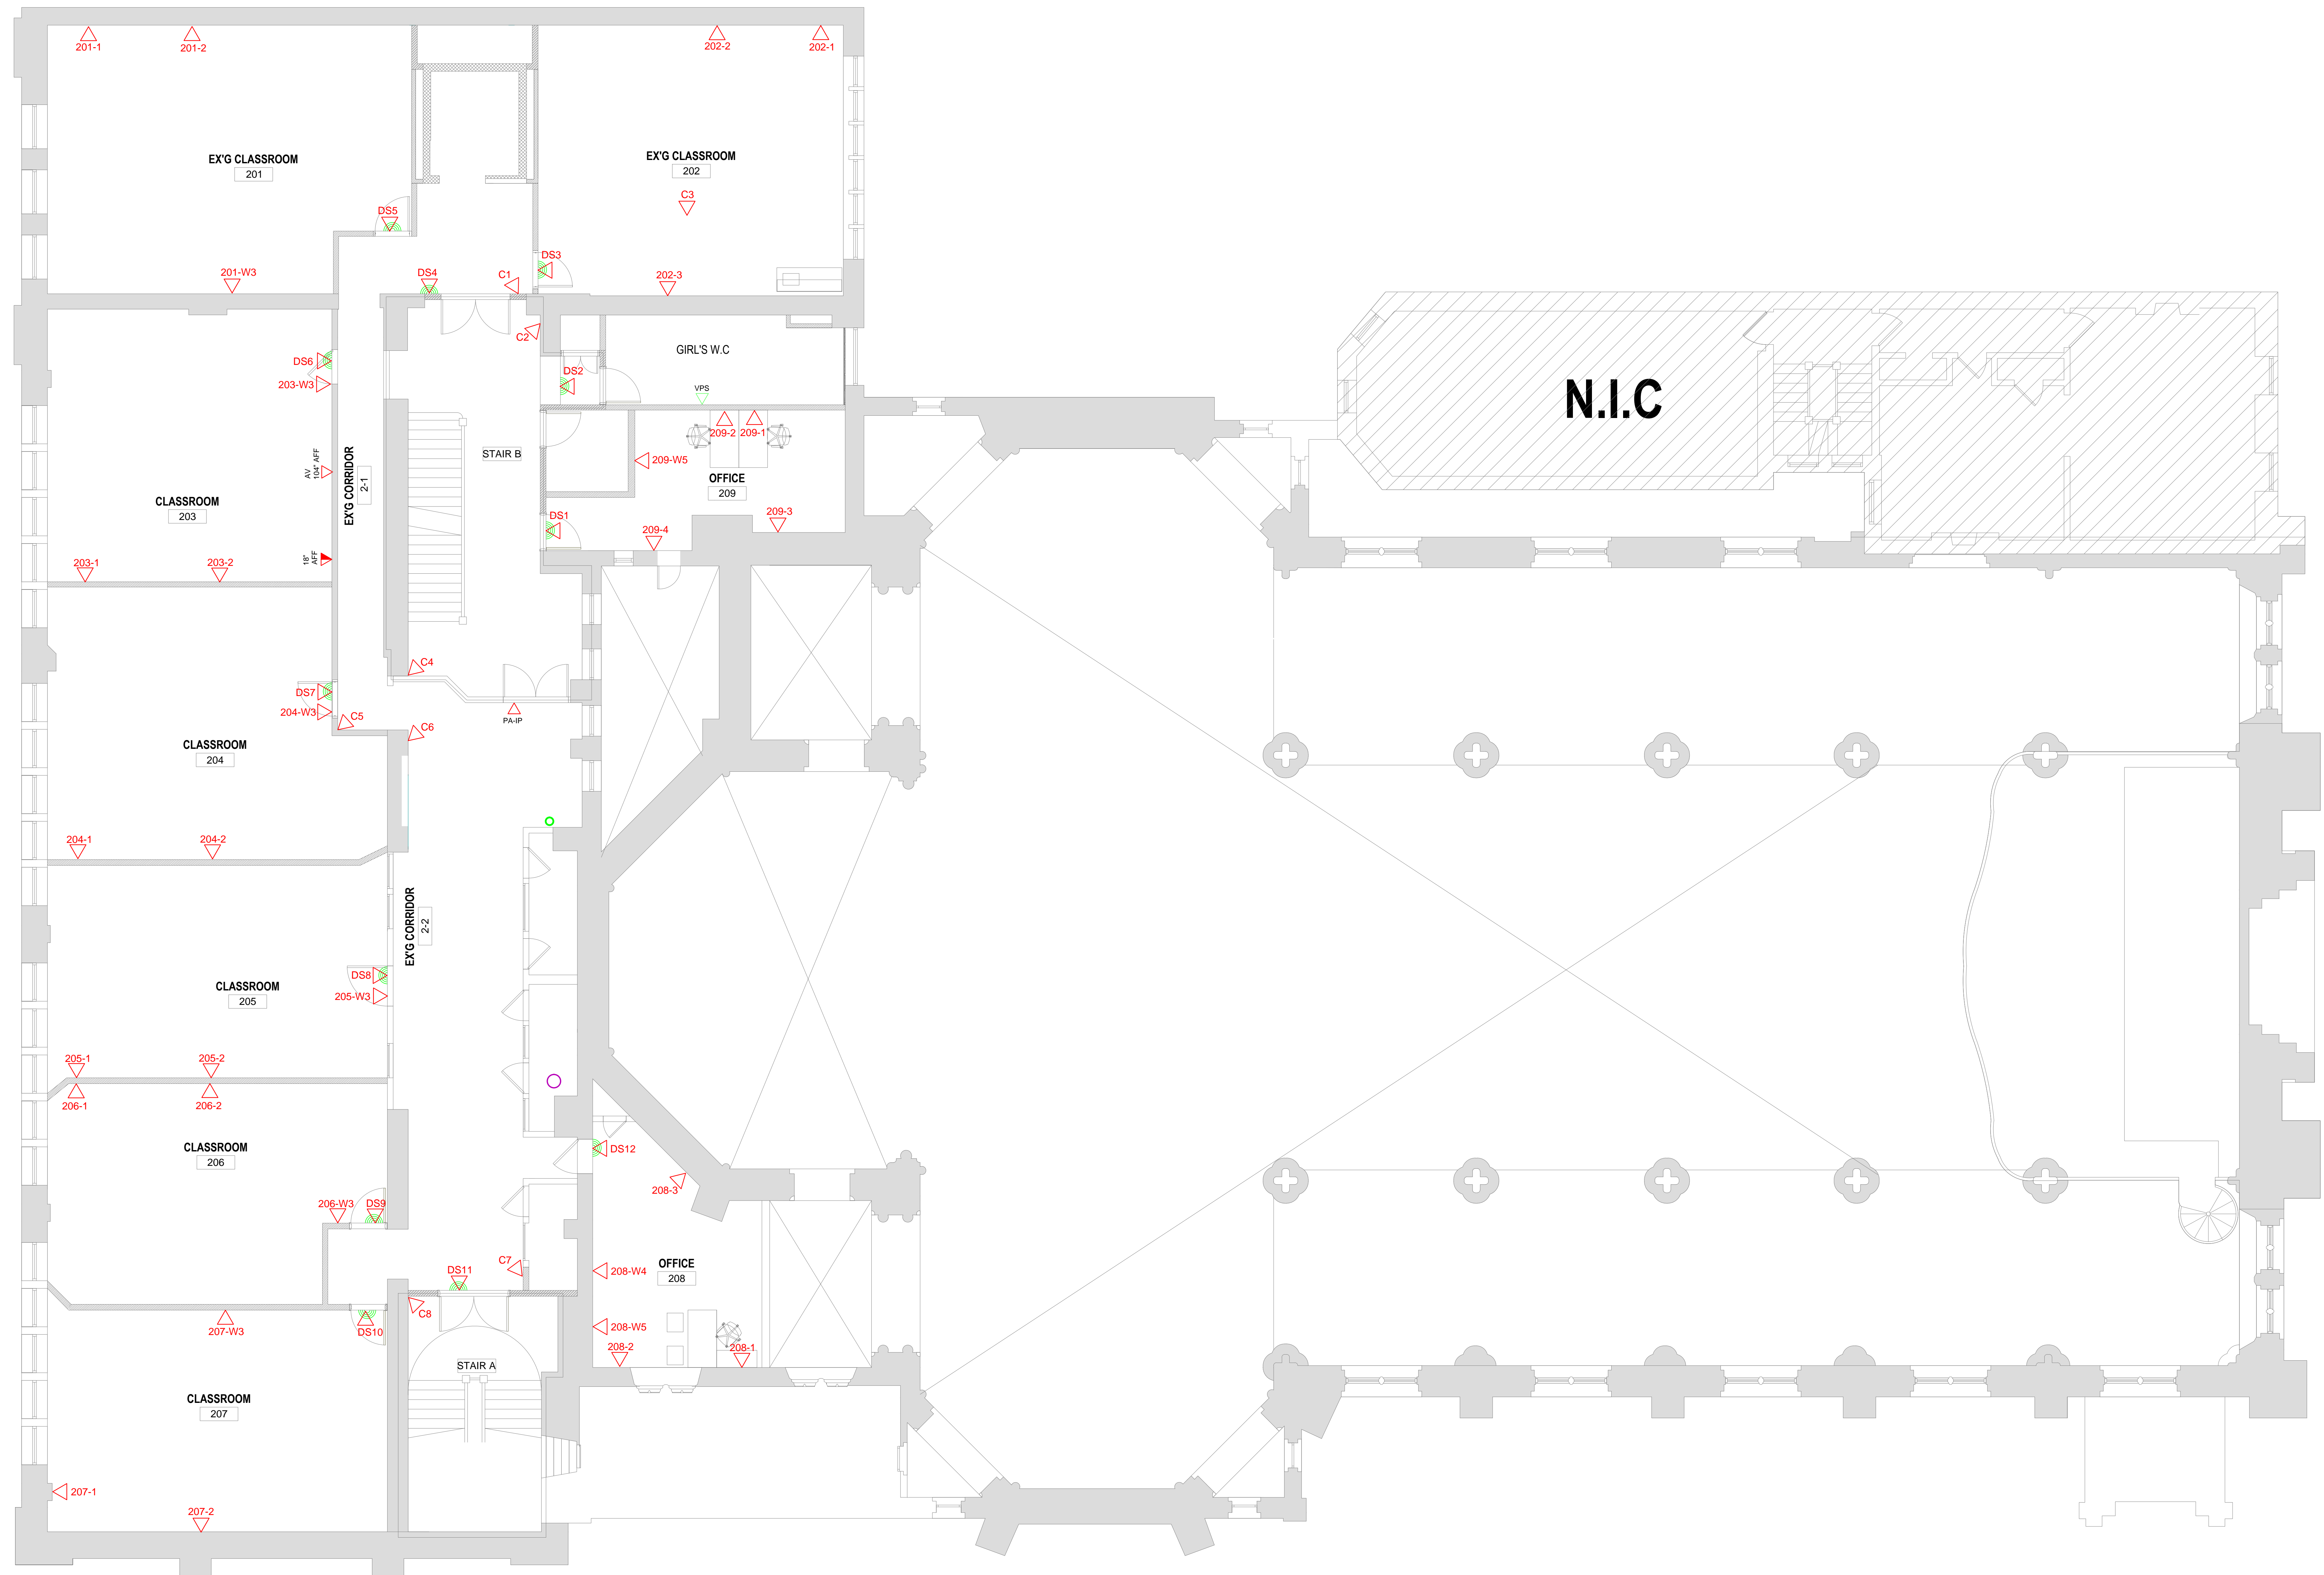 201-1
201-2
202-2
202-1
EX'G CLASSROOM
201
EX'G CLASSROOM
202
C3
DS5
DS3
201-W3
DS4
C1
202-3
C2
GIRL'S W.C
DS6
203-W3
DS2
VPS
N.I.C
209-2
209-1
STAIR B
209-W5
AV
104" AFF
EX'G CORRIDOR
2-1
OFFICE
209
CLASSROOM
203
DS1
209-3
209-4
18"
AFF
203-1
203-2
C4
DS7
204-W3
C5
C6
PA-IP
CLASSROOM
204
204-1
204-2
EX'G CORRIDOR
2-2
DS8
CLASSROOM
205
205-W3
205-1
205-2
206-1
206-2
CLASSROOM
206
DS12
208-3
206-W3
DS9
C7
DS11
OFFICE
208
208-W4
C8
207-W3
DS10
208-W5
208-2
208-1
STAIR A
CLASSROOM
207
207-1
207-2